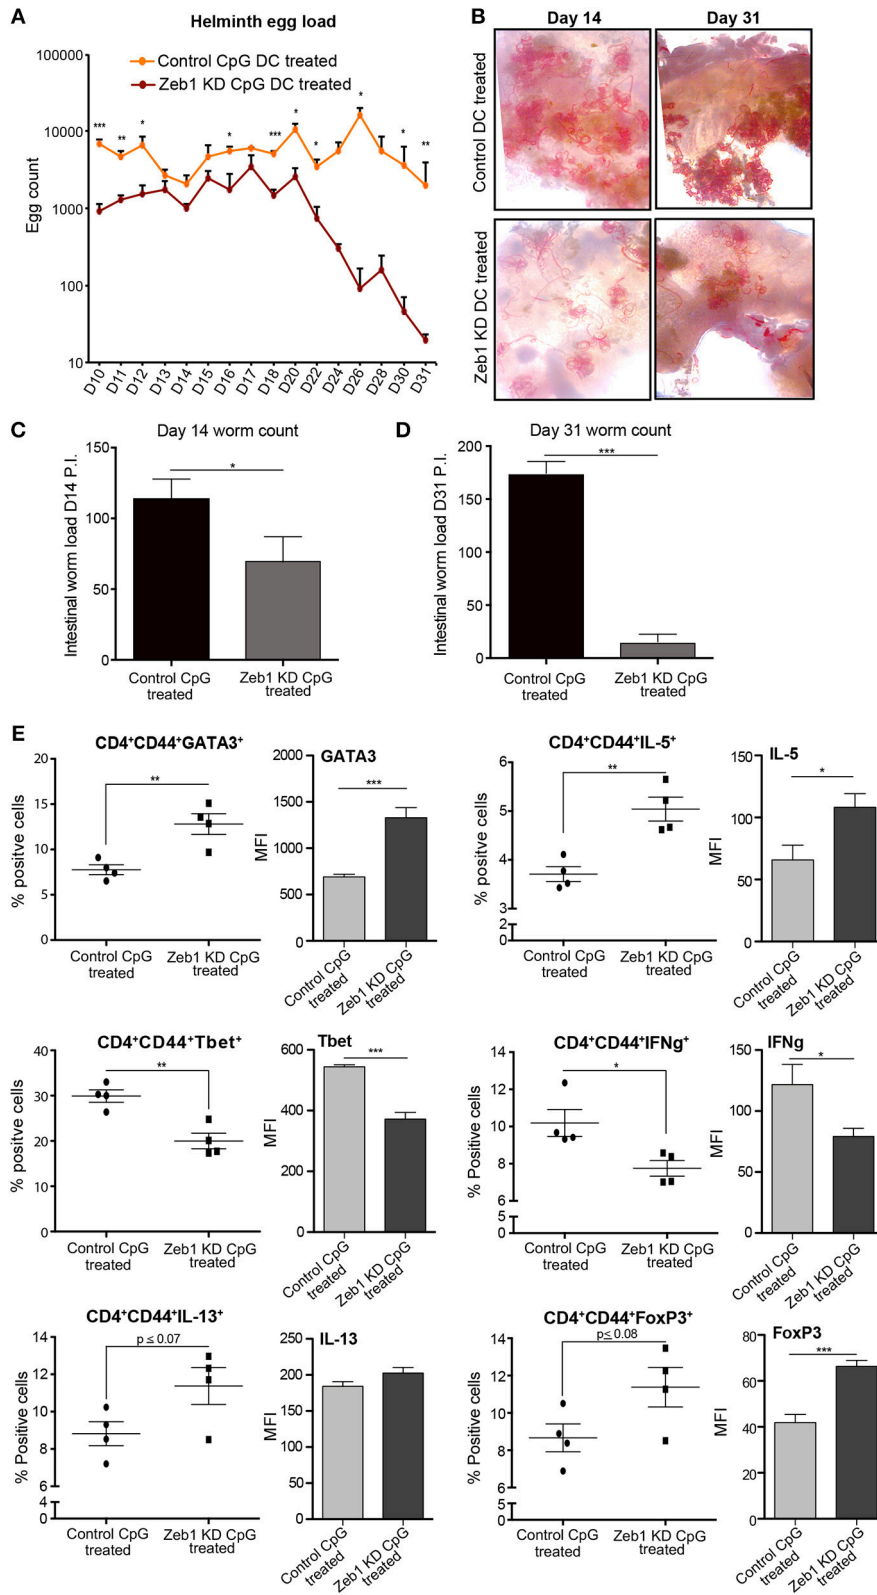 A
Helminth egg load
100000
10000
1000
100
10
Egg count
Control CpG DC treated
Zeb1 KD CpG DC treated
***
**
*
*
***
*
*
*
*
**
D10
D11
D12
D13
D14
D15
D16
D17
D18
D20
D22
D24
D26
D28
D30
D31
B
Day 14
Day 31
Control DC treated
Zeb1 KD DC treated
C
Day 14 worm count
Intestinal worm load D14 P.I.
150
100
50
0
*
Control CpG
treated
Zeb1 KD CpG
treated
D
Day 31 worm count
Intestinal worm load D31 P.I.
200
150
100
50
0
***
Control CpG
treated
Zeb1 KD CpG
treated
E
CD4+CD44+GATA3+
% positve cells
20
15
10
5
0
**
Control CpG
treated
Zeb1 KD CpG
treated
GATA3
MFI
2000
1500
1000
500
0
***
Control CpG
treated
Zeb1 KD CpG
treated
CD4+CD44+IL-5+
% positve cells
6
5
4
3
2
0
**
Control CpG
treated
Zeb1 KD CpG
treated
IL-5
MFI
150
100
50
0
*
Control CpG
treated
Zeb1 KD CpG
treated
CD4+CD44+Tbet+
% positve cells
40
30
20
10
0
**
Control CpG
treated
Zeb1 KD CpG
treated
Tbet
MFI
600
400
200
0
***
Control CpG
treated
Zeb1 KD CpG
treated
CD4+CD44+IFNg+
% Positive cells
14
12
10
8
6
5
0
*
Control CpG
treated
Zeb1 KD CpG
treated
IFNg
MFI
150
100
50
0
*
Control CpG
treated
Zeb1 KD CpG
treated
CD4+CD44+IL-13+
% Positive cells
14
12
10
8
6
4
0
p ≤ 0.07
Control CpG
treated
Zeb1 KD CpG
treated
IL-13
MFI
250
200
150
100
50
0
Control CpG
treated
Zeb1 KD CpG
treated
CD4+CD44+FoxP3+
% Positive cells
14
12
10
8
6
5
0
p≤ 0.08
Control CpG
treated
Zeb1 KD CpG
treated
FoxP3
MFI
80
60
40
20
0
***
Control CpG
treated
Zeb1 KD CpG
treated